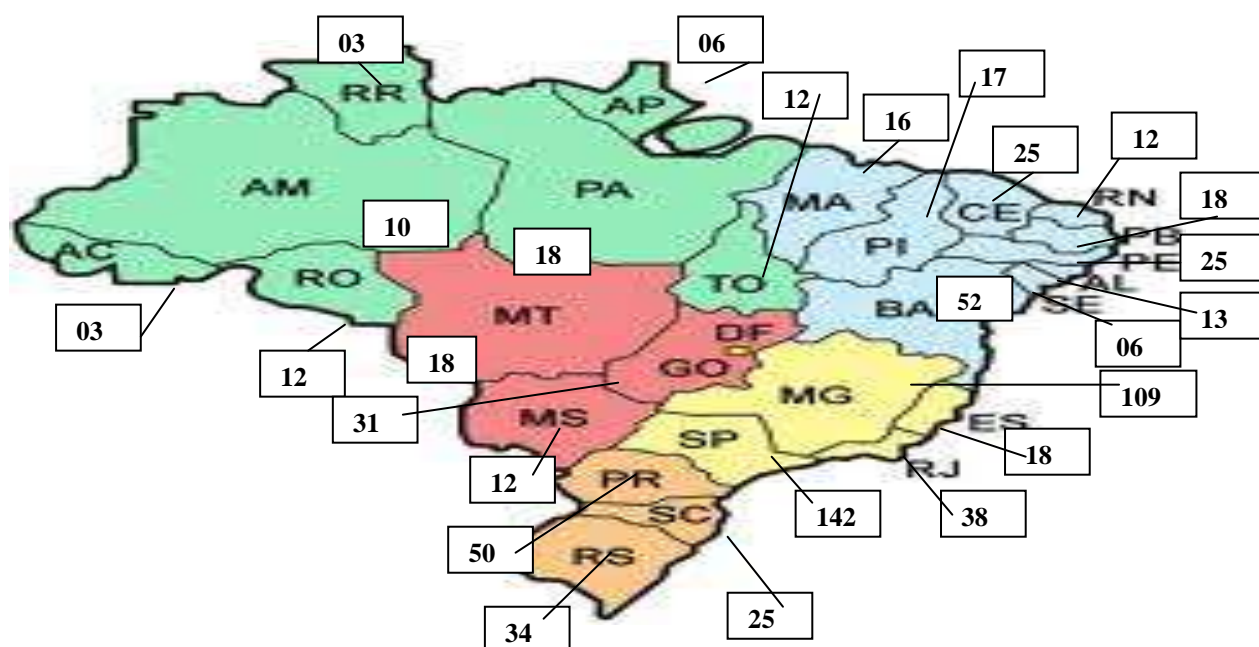 03
06
RR
AP
12
17
16
25
12
AM
PA
MA
CE
RN
18
10
18
PI
PB
AC
RO
TO
PE
25
AL
MT
BA
52
SE
13
03
DF
06
12
18
GO
MG
109
31
MS
ES
SP
18
12
PR
RJ
142
38
SC
50
RS
34
25